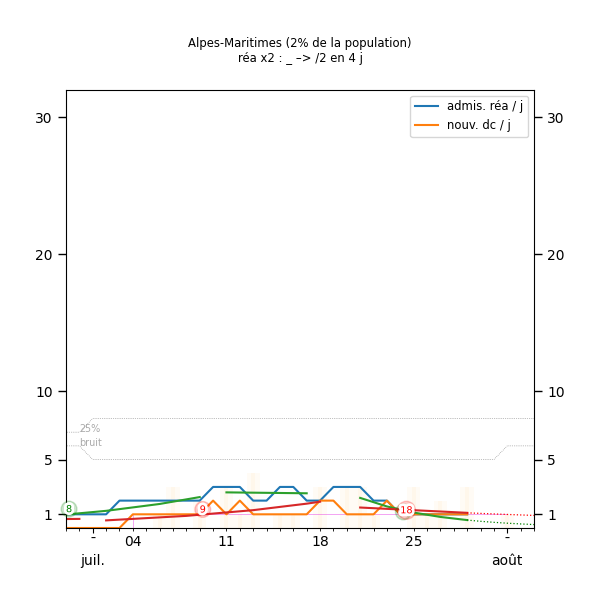 Alpes-Maritimes (2% de la population)
réa x2 : _ –> /2 en 4 j
admis. réa / j
nouv. dc / j
30 30
20 20
10 10
25%
bruit
5 5
8 9 18
1 1
- 04 11 18 25 -
juil. août